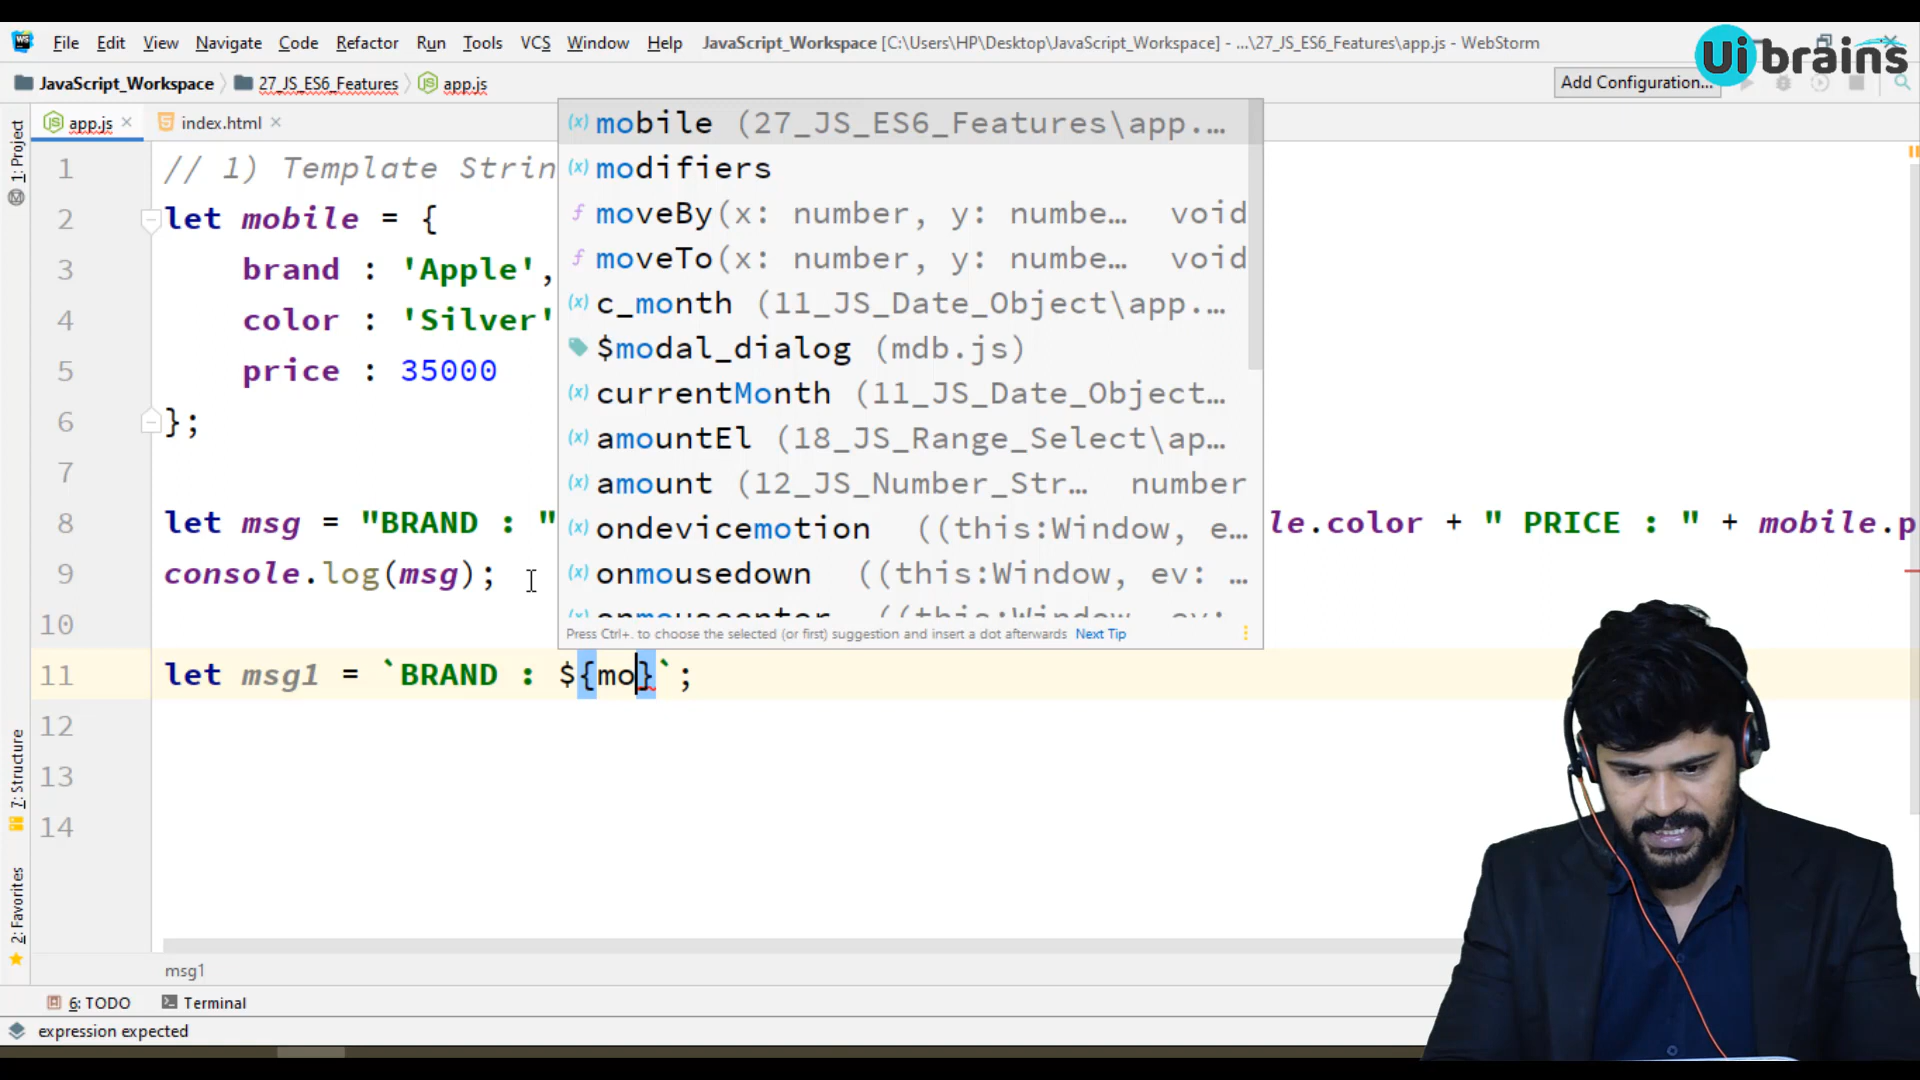 File Edit View Navigate Code Refactor Run Tools VCS Window Help JavaScript_Workspace [C:\Users\HP\Desktop\JavaScript_Workspace] - ...\27_JS_ES6_Features\app.js - WebStorm
Ui brains
JavaScript_Workspace 27_JS_ES6_Features app.js Add Configuration...
app.js index.html
1: Project
7: Structure
2: Favorites
1 // 1) Template Strin
2 let mobile = {
3 brand : 'Apple',
4 color : 'Silver'
5 price : 35000
6 };
7
8 let msg = "BRAND : " le.color + " PRICE : " + mobile.p
9 console.log(msg);
10
11 let msg1 = `BRAND : ${mo}`;
12
13
14
mobile (27_JS_ES6_Features\app.…
modifiers
moveBy(x: number, y: numbe… void
moveTo(x: number, y: numbe… void
c_month (11_JS_Date_Object\app.…
$modal_dialog (mdb.js)
currentMonth (11_JS_Date_Object…
amountEl (18_JS_Range_Select\ap…
amount (12_JS_Number_Str… number
ondevicemotion ((this:Window, e…
onmousedown ((this:Window, ev: …
onmouseenter ((this:Window, ev:
Press Ctrl+. to choose the selected (or first) suggestion and insert a dot afterwards Next Tip
msg1
6: TODO Terminal
expression expected